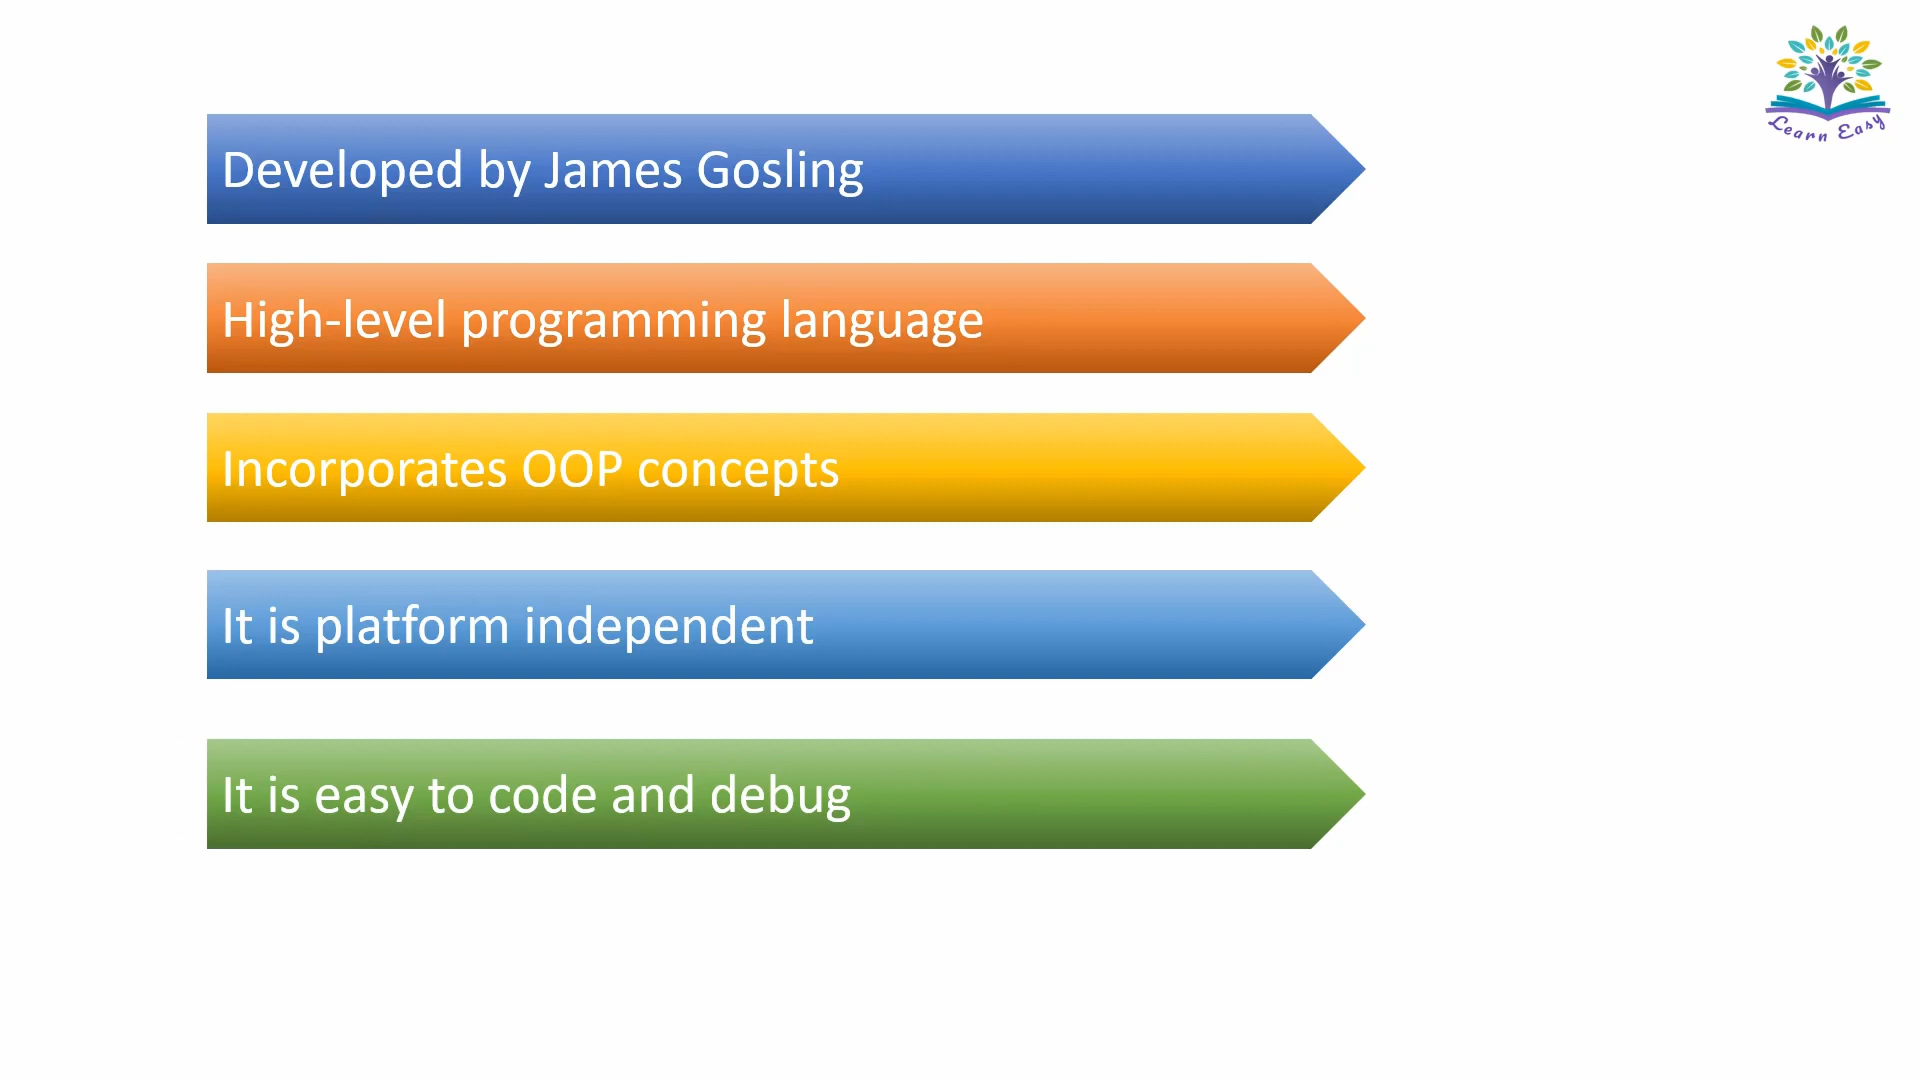 Learn Easy
Developed by James Gosling
High-level programming language
Incorporates OOP concepts
It is platform independent
It is easy to code and debug